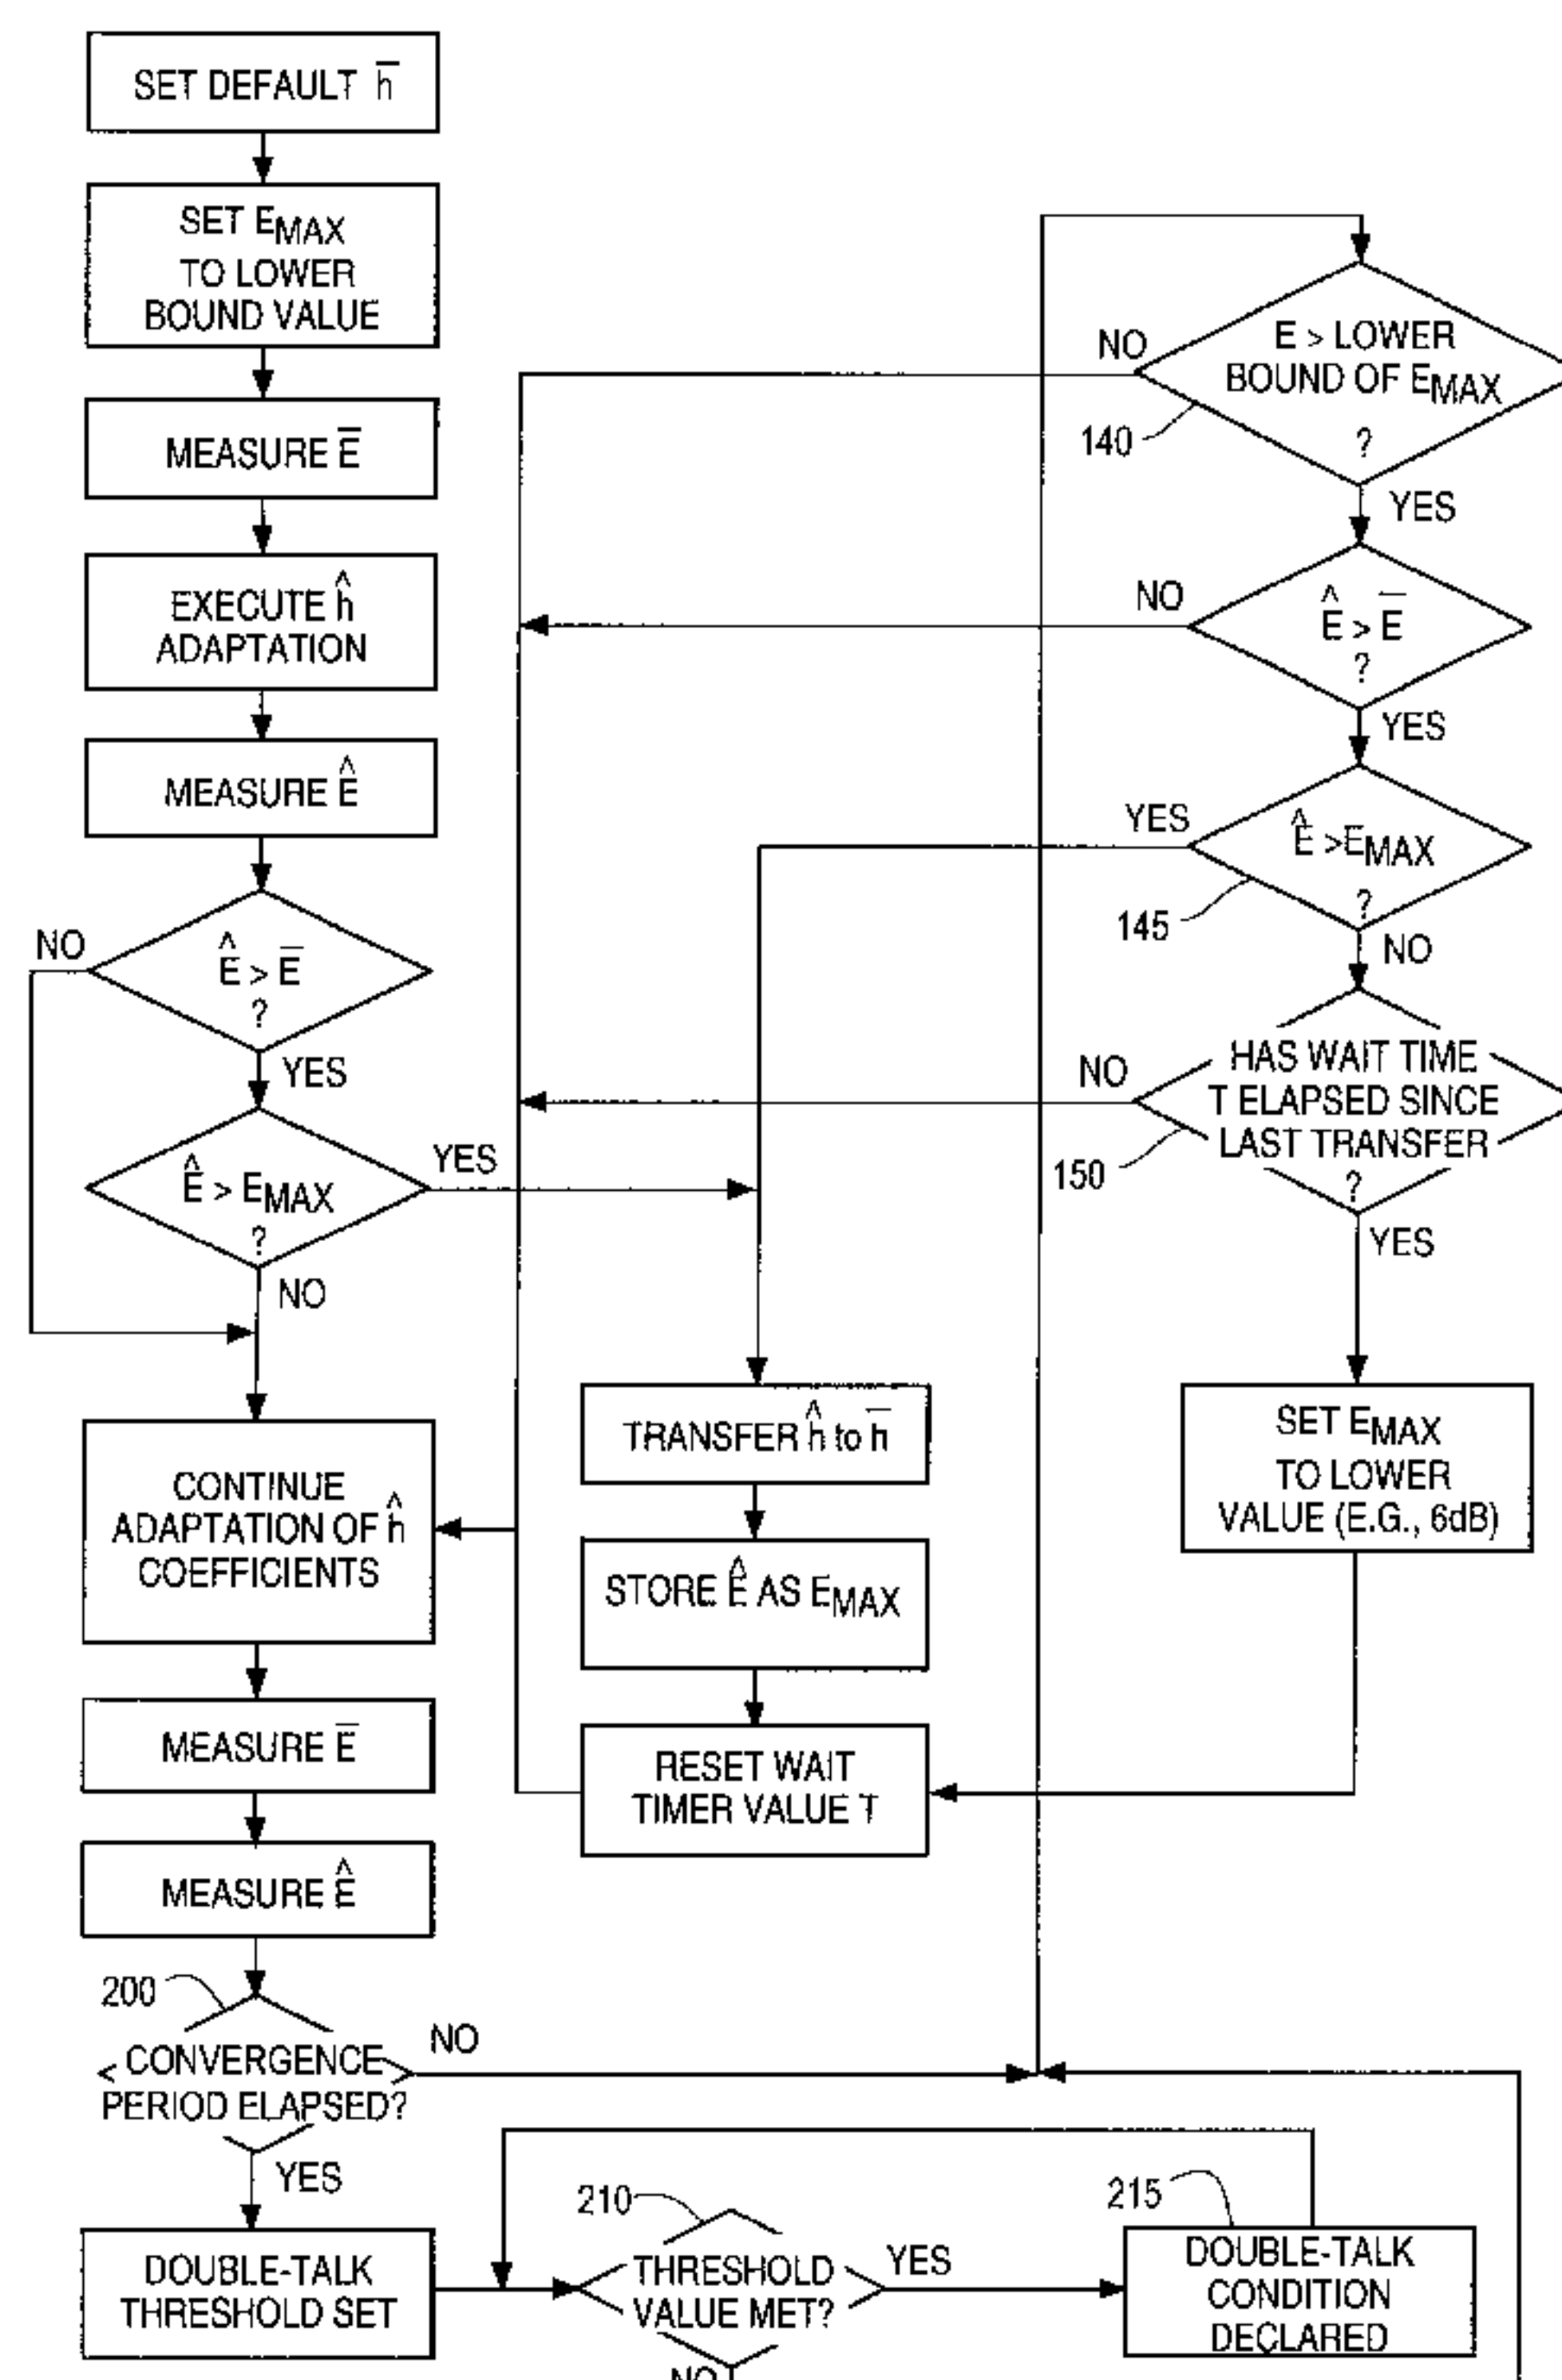 SET DEFAULT h̅
SET E_MAX
TO LOWER
BOUND VALUE
MEASURE E̅
EXECUTE ĥ
ADAPTATION
MEASURE Ê
Ê > E̅
?
NO
YES
Ê > E_MAX
?
YES
NO
CONTINUE
ADAPTATION OF ĥ
COEFFICIENTS
MEASURE E̅
MEASURE Ê
200
CONVERGENCE
PERIOD ELAPSED?
NO
YES
DOUBLE-TALK
THRESHOLD SET
TRANSFER ĥ to h̅
STORE Ê AS E_MAX
RESET WAIT
TIMER VALUE T
E > LOWER
BOUND OF E_MAX
?
NO
140
YES
Ê > E̅
?
NO
YES
Ê >E_MAX
?
YES
145
NO
HAS WAIT TIME
T ELAPSED SINCE
LAST TRANSFER
?
NO
150
YES
SET E_MAX
TO LOWER
VALUE (E.G., 6dB)
210
THRESHOLD
VALUE MET?
YES
NO
215
DOUBLE-TALK
CONDITION
DECLARED